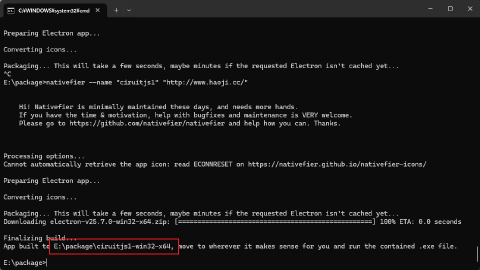 C:\WINDOWS\system32\cmd
Preparing Electron app...
Converting icons...
Packaging... This will take a few seconds, maybe minutes if the requested Electron isn't cached yet...
^C
E:\package>nativefier --name "ciruitjs1" "http://www.haoji.cc/"
Hi! Nativefier is minimally maintained these days, and needs more hands.
If you have the time & motivation, help with bugfixes and maintenance is VERY welcome.
Please go to https://github.com/nativefier/nativefier and help how you can. Thanks.
Processing options...
Cannot automatically retrieve the app icon: read ECONNRESET on https://nativefier.github.io/nativefier-icons/
Preparing Electron app...
Converting icons...
Packaging... This will take a few seconds, maybe minutes if the requested Electron isn't cached yet...
Downloading electron-v25.7.0-win32-x64.zip: [=================================================] 100% ETA: 0.0 seconds
Finalizing build...
App built to E:\package\ciruitjs1-win32-x64, move to wherever it makes sense for you and run the contained .exe file.
E:\package>